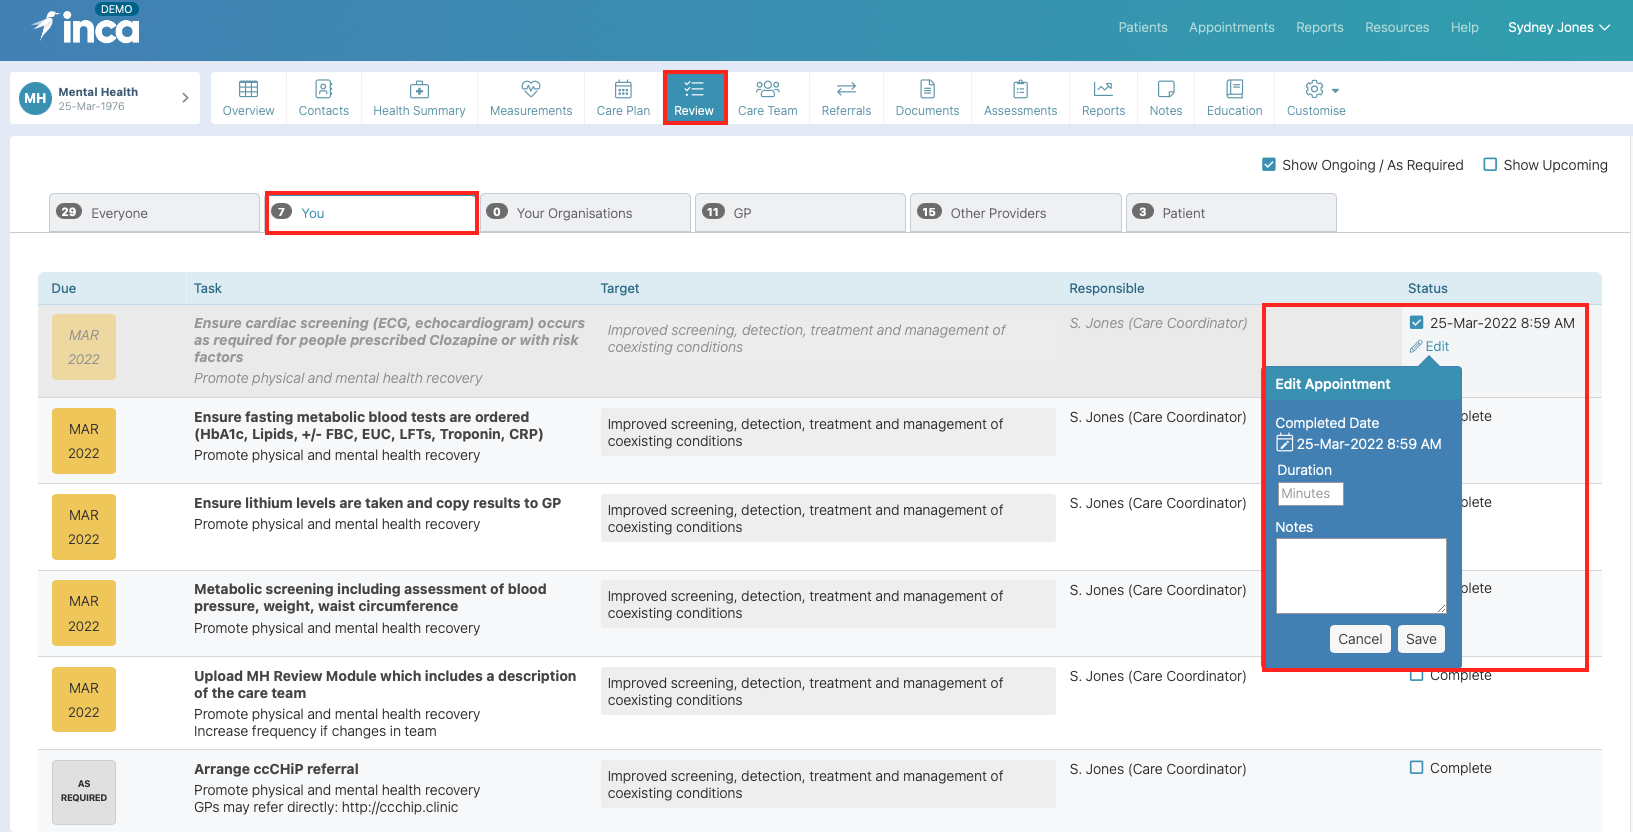 DEMO
inca
Patients Appointments Reports Resources Help Sydney Jones
MH Mental Health
25-Mar-1976
Overview Contacts Health Summary Measurements Care Plan Review Care Team Referrals Documents Assessments Reports Notes Education Customise
Show Ongoing / As Required Show Upcoming
29 Everyone 7 You 0 Your Organisations 11 GP 15 Other Providers 3 Patient
Due Task Target Responsible Status
MAR
2022
Ensure cardiac screening (ECG, echocardiogram) occurs
as required for people prescribed Clozapine or with risk
factors
Promote physical and mental health recovery
Improved screening, detection, treatment and management of
coexisting conditions
S. Jones (Care Coordinator)
25-Mar-2022 8:59 AM
Edit
Edit Appointment
Completed Date
25-Mar-2022 8:59 AM
Duration
Minutes
Notes
Cancel Save
MAR
2022
Ensure fasting metabolic blood tests are ordered
(HbA1c, Lipids, +/- FBC, EUC, LFTs, Troponin, CRP)
Promote physical and mental health recovery
Improved screening, detection, treatment and management of
coexisting conditions
S. Jones (Care Coordinator)
plete
MAR
2022
Ensure lithium levels are taken and copy results to GP
Promote physical and mental health recovery
Improved screening, detection, treatment and management of
coexisting conditions
S. Jones (Care Coordinator)
plete
MAR
2022
Metabolic screening including assessment of blood
pressure, weight, waist circumference
Promote physical and mental health recovery
Improved screening, detection, treatment and management of
coexisting conditions
S. Jones (Care Coordinator)
plete
MAR
2022
Upload MH Review Module which includes a description
of the care team
Promote physical and mental health recovery
Increase frequency if changes in team
Improved screening, detection, treatment and management of
coexisting conditions
S. Jones (Care Coordinator)
Complete
AS
REQUIRED
Arrange ccCHiP referral
Promote physical and mental health recovery
GPs may refer directly: http://ccchip.clinic
Improved screening, detection, treatment and management of
coexisting conditions
S. Jones (Care Coordinator)
Complete